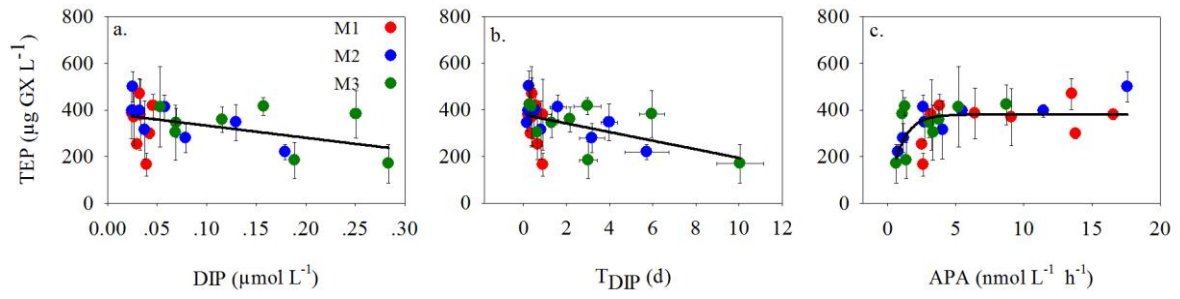 800
600
400
200
0
TEP (µg GX L⁻¹)
a.
M1
M2
M3
0.00 .05 .10 .15 .20 .25 .30
DIP (µmol L⁻¹)
800
600
400
200
0
b.
0 2 4 6 8 10 12
T_DIP (d)
800
600
400
200
0
c.
0 5 10 15 20
APA (nmol L⁻¹ h⁻¹)